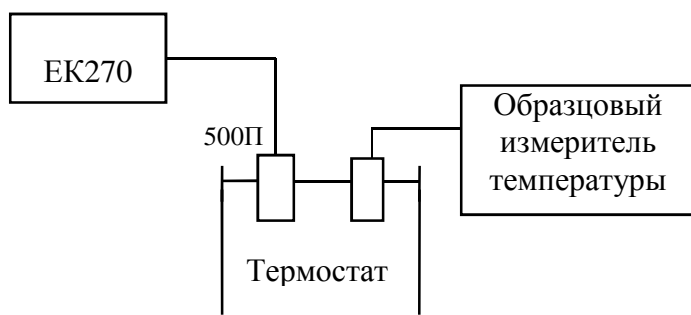 ЕК270
Образцовый
измеритель
температуры
500П
Термостат